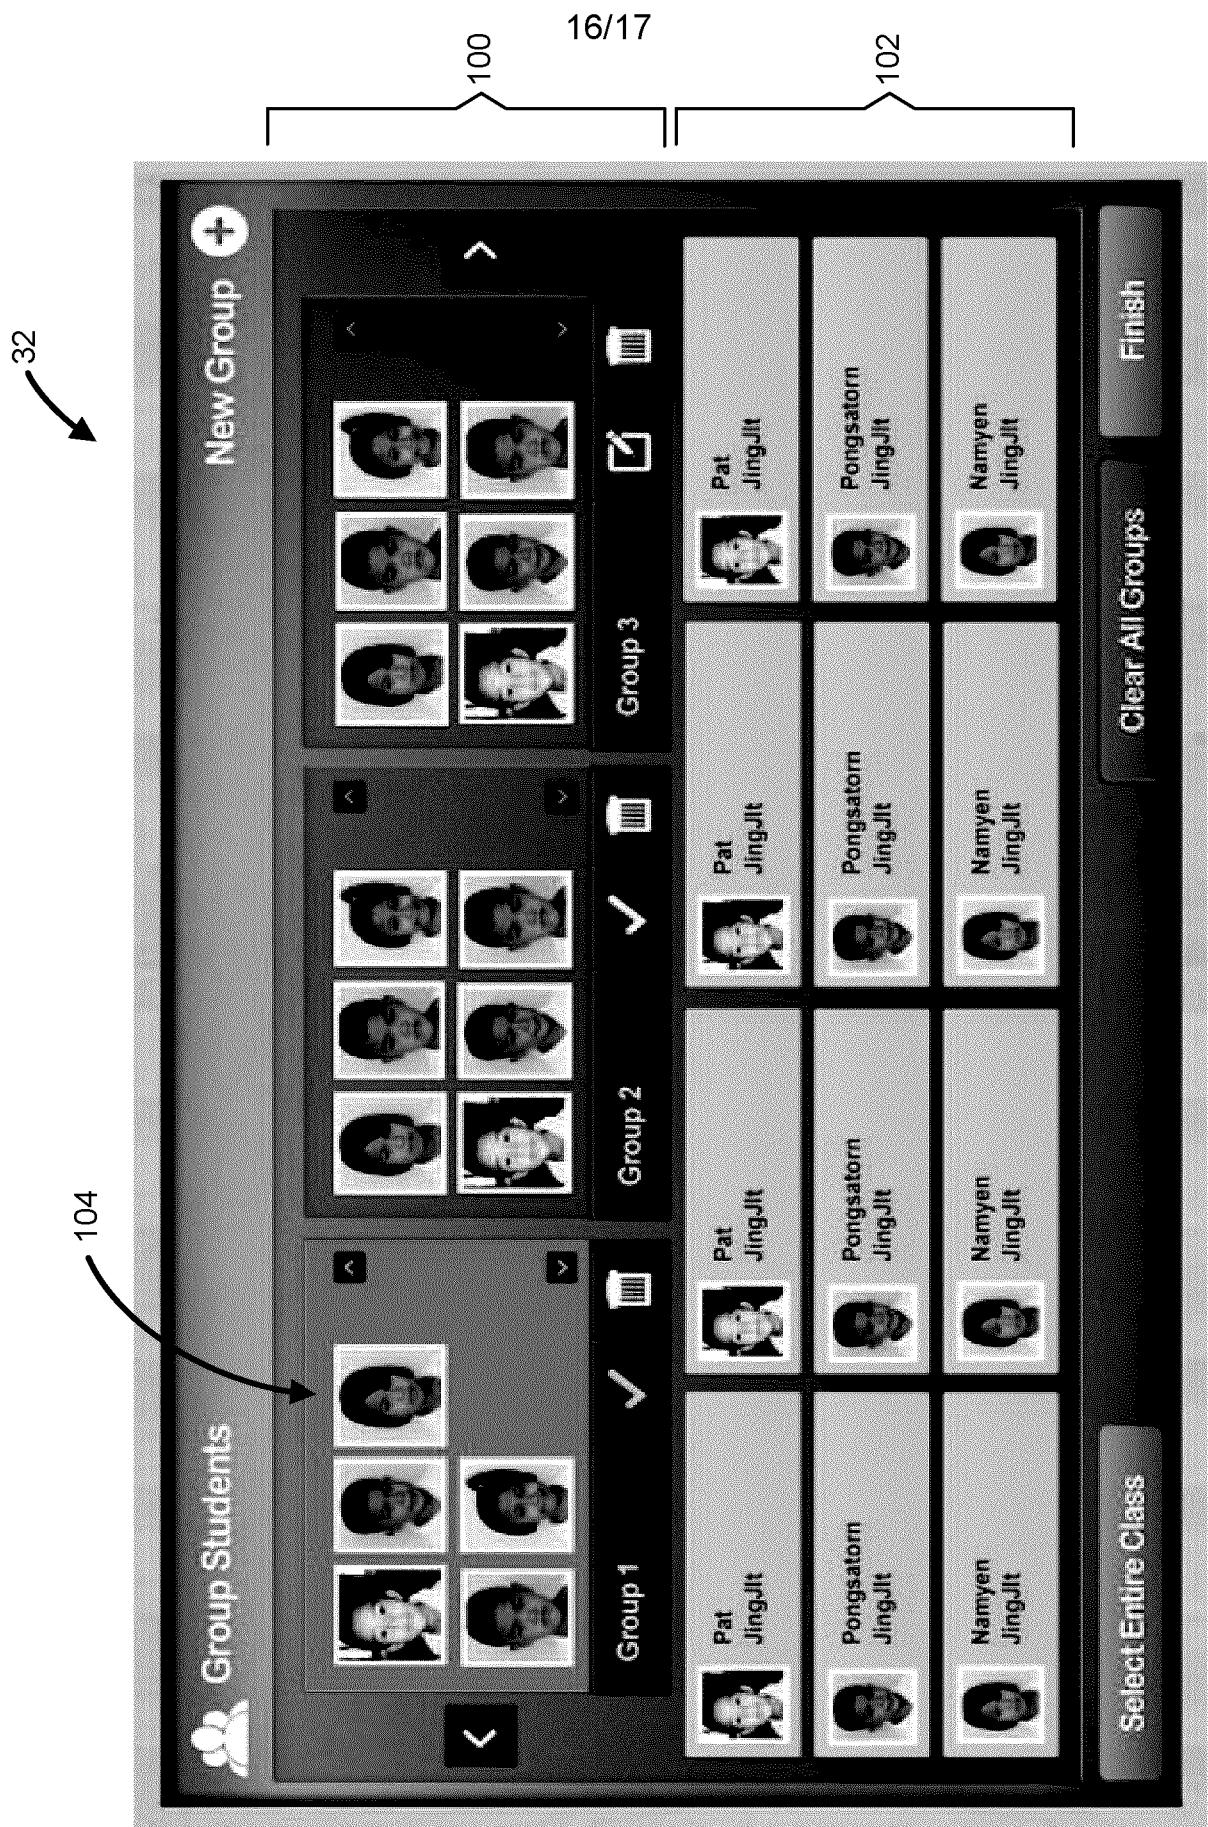 16/17
32
100
102
104
Group Students
New Group
Group 1
Group 2
Group 3
Pat
JingJIt
Pat
JingJIt
Pat
JingJIt
Pat
JingJIt
Pongsatorn
JingJIt
Pongsatorn
JingJIt
Pongsatorn
JingJIt
Pongsatorn
JingJIt
Namyen
JingJIt
Namyen
JingJIt
Namyen
JingJIt
Namyen
JingJIt
Select Entire Class
Clear All Groups
Finish